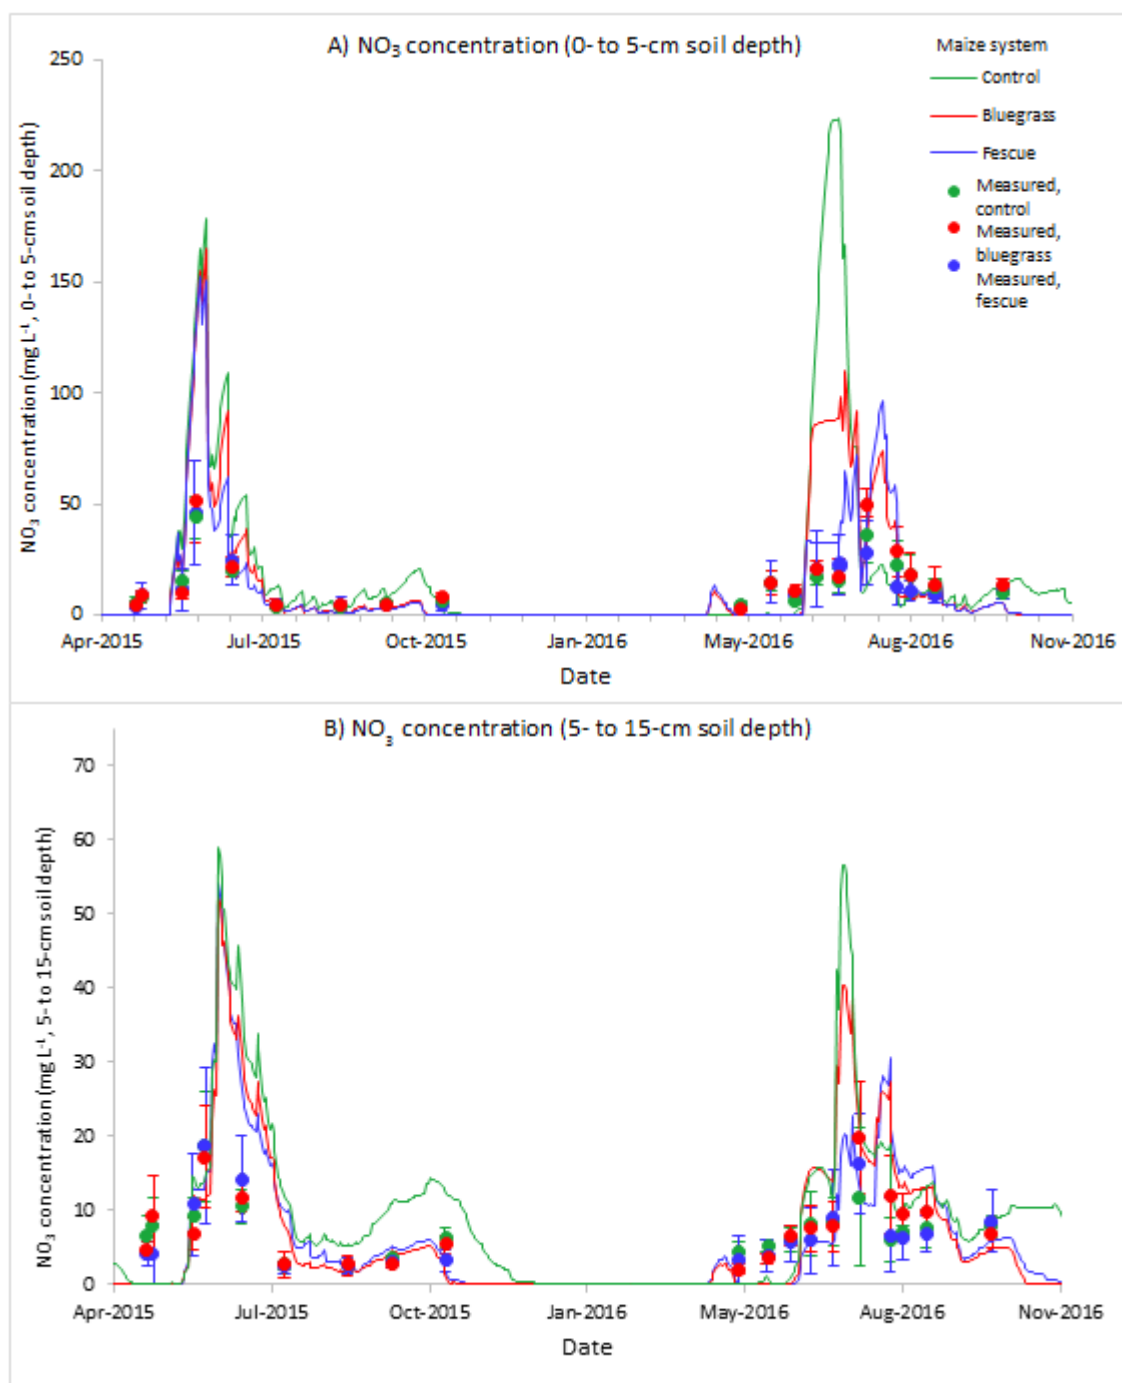 A) NO₃ concentration (0- to 5-cm soil depth)
Maize system
Control
Bluegrass
Fescue
Measured,
control
Measured,
bluegrass
Measured,
fescue
NO₃ concentration (mg L⁻¹, 0- to 5-cms soil depth)
250
200
150
100
50
0
Apr-2015 Jul-2015 Oct-2015 Jan-2016 May-2016 Aug-2016 Nov-2016
Date
B) NO₃ concentration (5- to 15-cm soil depth)
NO₃ concentration (mg L⁻¹, 5- to 15-cm soil depth)
70
60
50
40
30
20
10
0
Apr-2015 Jul-2015 Oct-2015 Jan-2016 May-2016 Aug-2016 Nov-2016
Date